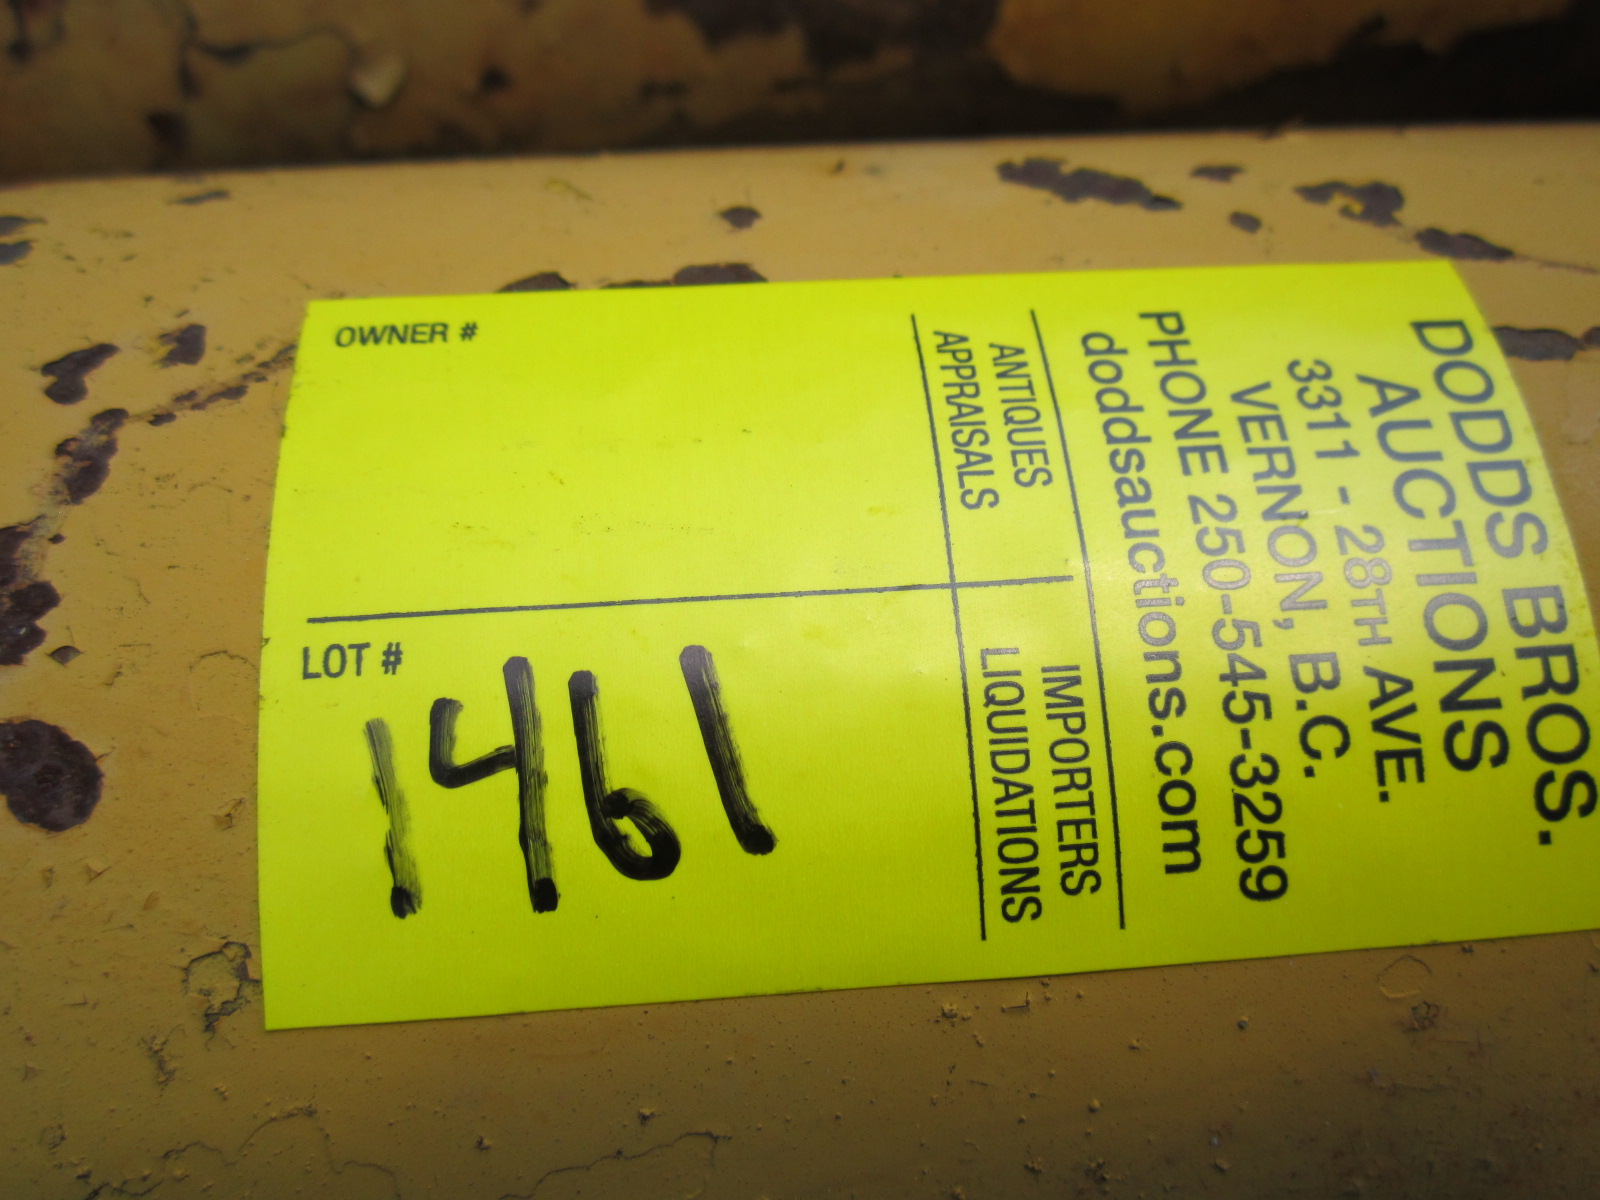 DODDS BROS.
AUCTIONS
3311 - 28TH AVE.
VERNON, B.C.
PHONE 250-545-3259
doddsauctions.com
ANTIQUES
APPRAISALS
IMPORTERS
LIQUIDATIONS
OWNER #
LOT #
1461